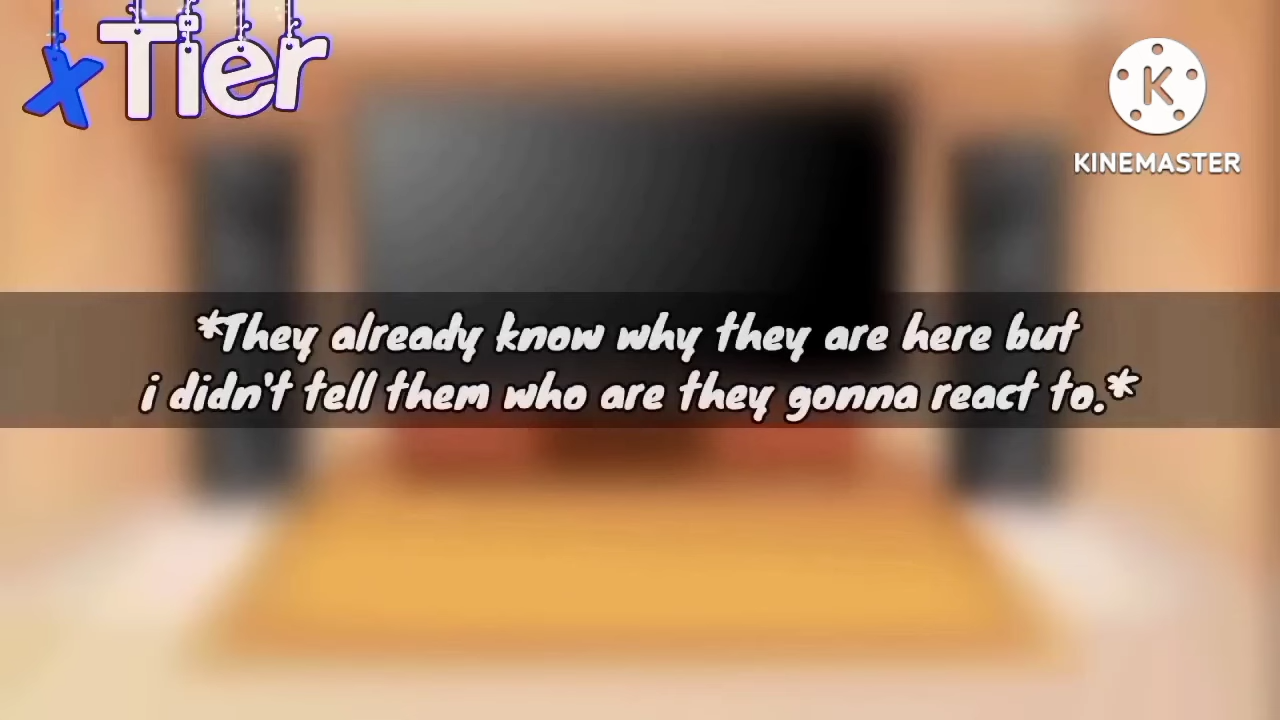 xTier
K
KINEMASTER
*They already know why they are here but
i didn't tell them who are they gonna react to.*